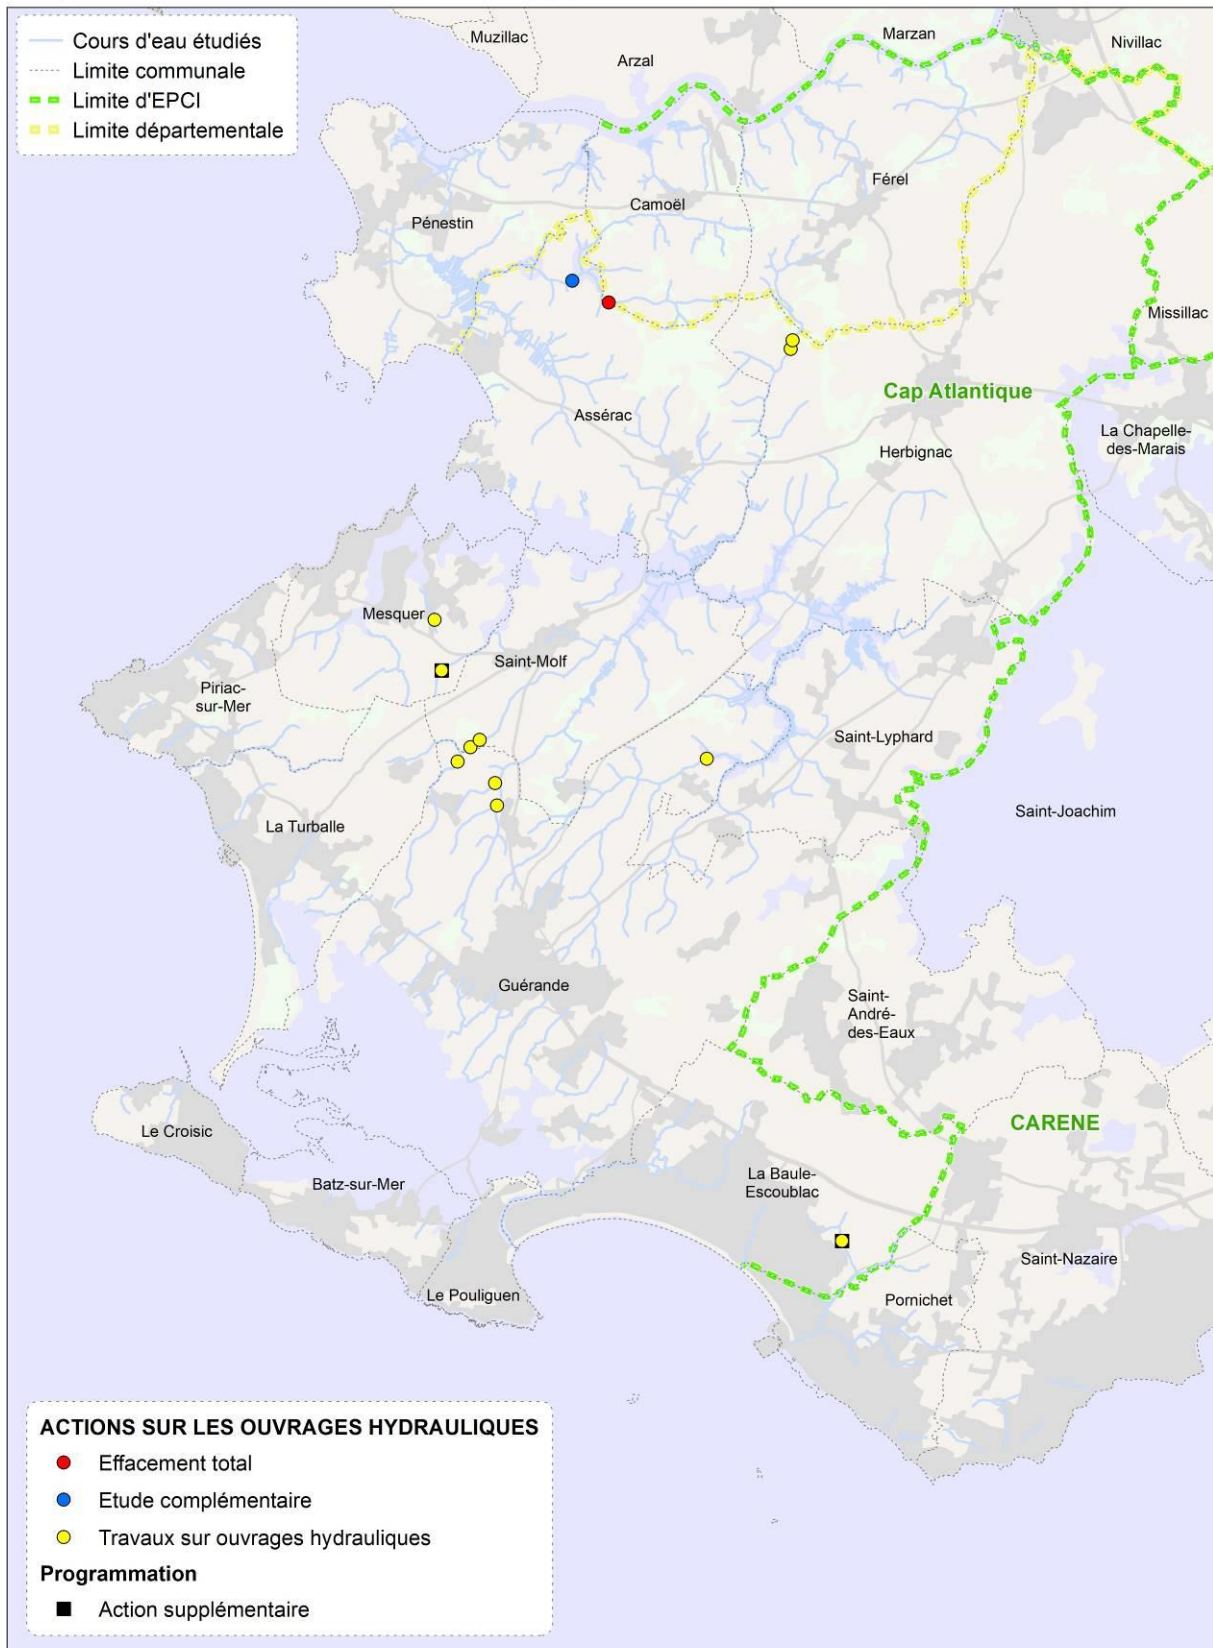 Cours d'eau étudiés
Limite communale
Limite d'EPCI
Limite départementale
Muzillac
Arzal
Marzan
Nivillac
Férel
Camoël
Pénestin
Missillac
Cap Atlantique
Assérac
La Chapelle-
des-Marais
Herbignac
Mesquer
Saint-Molf
Piriac-
sur-Mer
Saint-Lyphard
Saint-Joachim
La Turballe
Guérande
Saint-
André-
des-Eaux
CARENE
Le Croisic
La Baule-
Escoublac
Batz-sur-Mer
Saint-Nazaire
Le Pouliguen
Pornichet
ACTIONS SUR LES OUVRAGES HYDRAULIQUES
Effacement total
Etude complémentaire
Travaux sur ouvrages hydrauliques
Programmation
Action supplémentaire